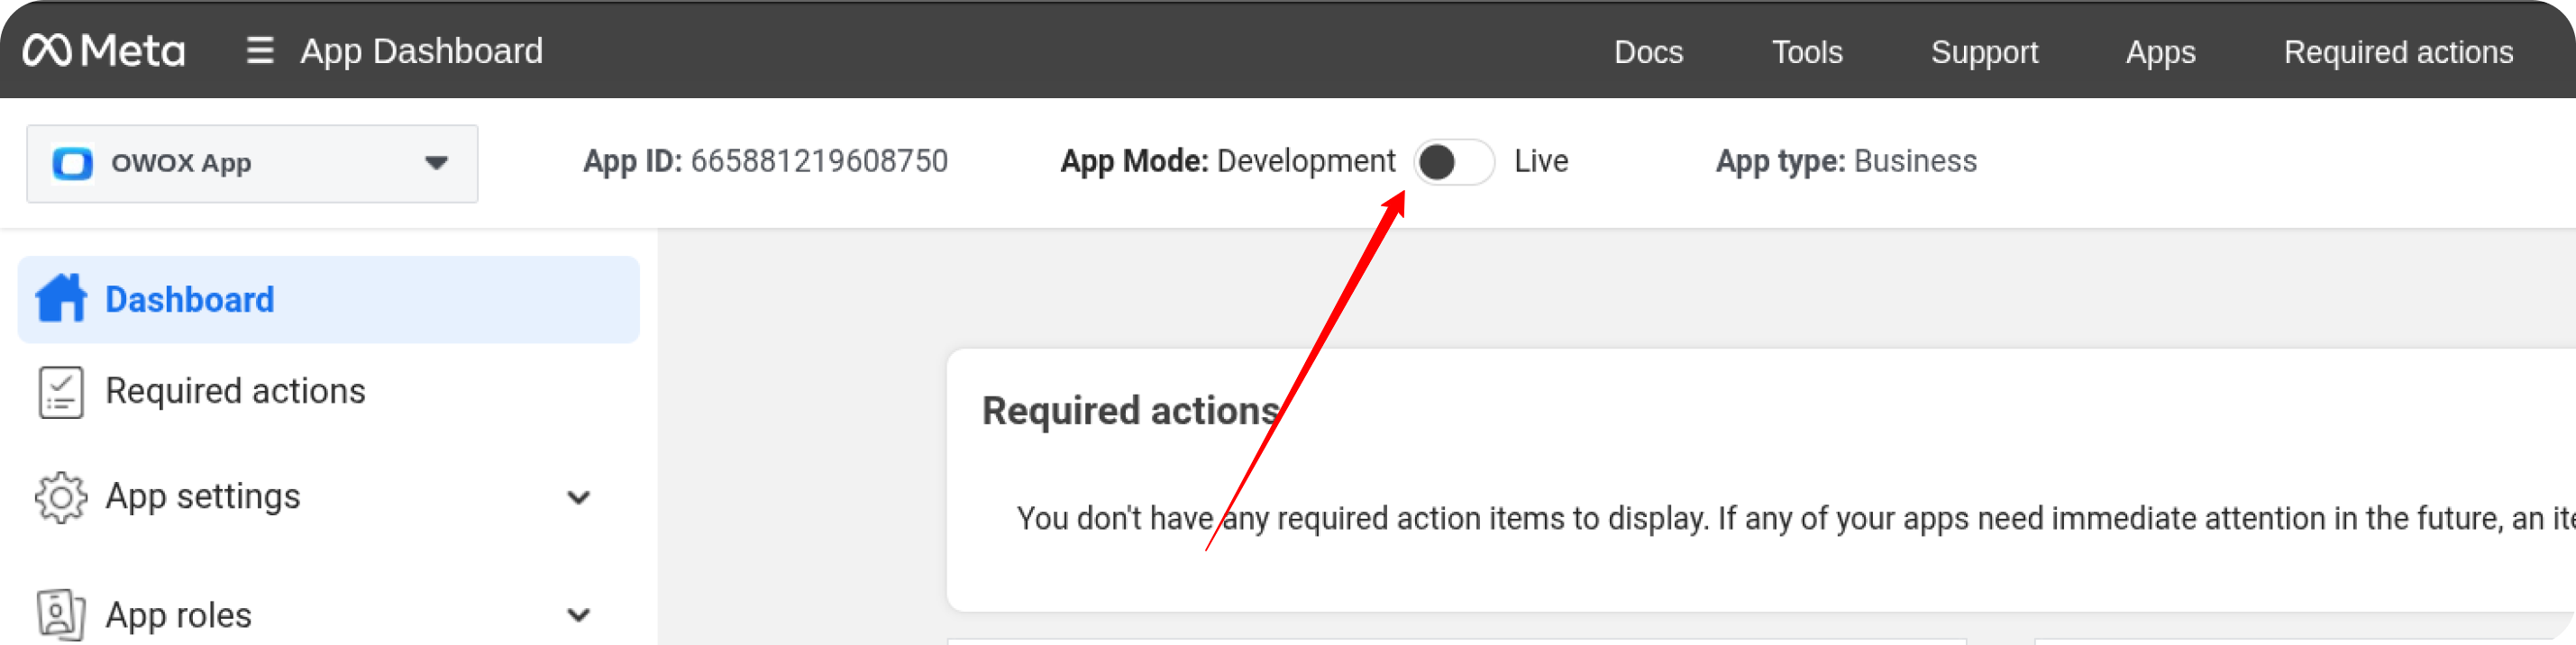 Meta App Dashboard Docs Tools Support Apps Required actions
OWOX App App ID: 665881219608750 App Mode: Development Live App type: Business
Dashboard
Required actions
App settings
App roles
Required actions
You don't have any required action items to display. If any of your apps need immediate attention in the future, an